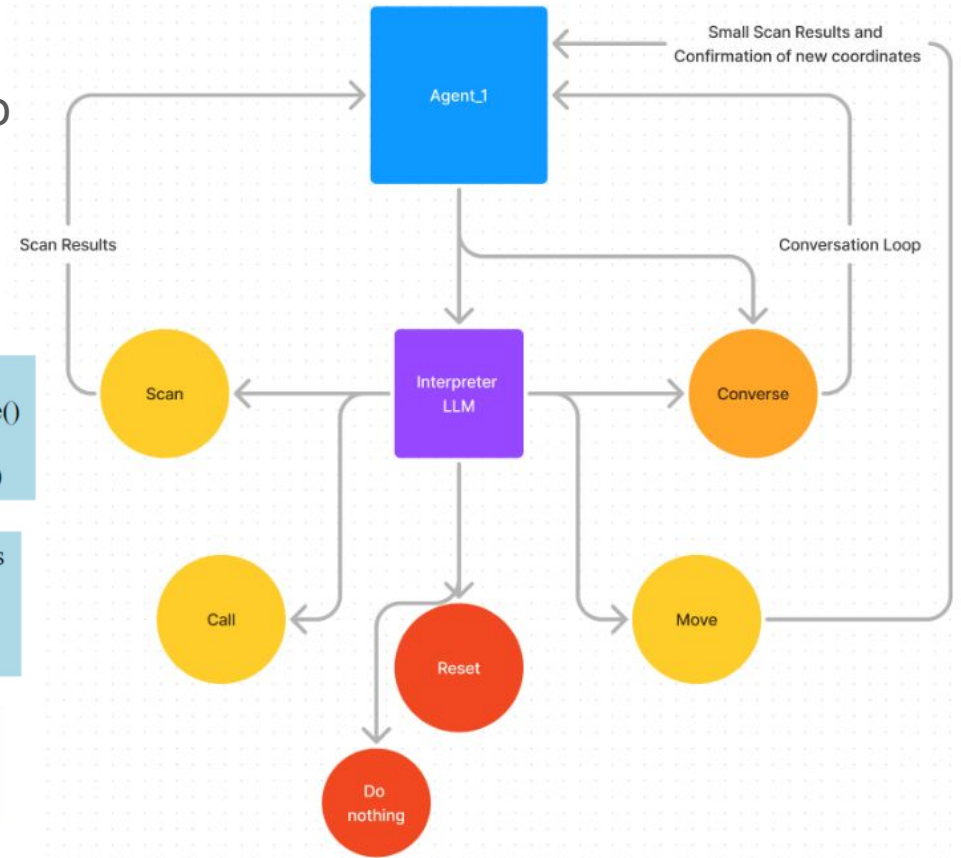 Small Scan Results and
Confirmation of new coordinates
Agent_1
Scan Results
Conversation Loop
Scan
Interpreter
LLM
Converse
Call
Reset
Move
Do
nothing